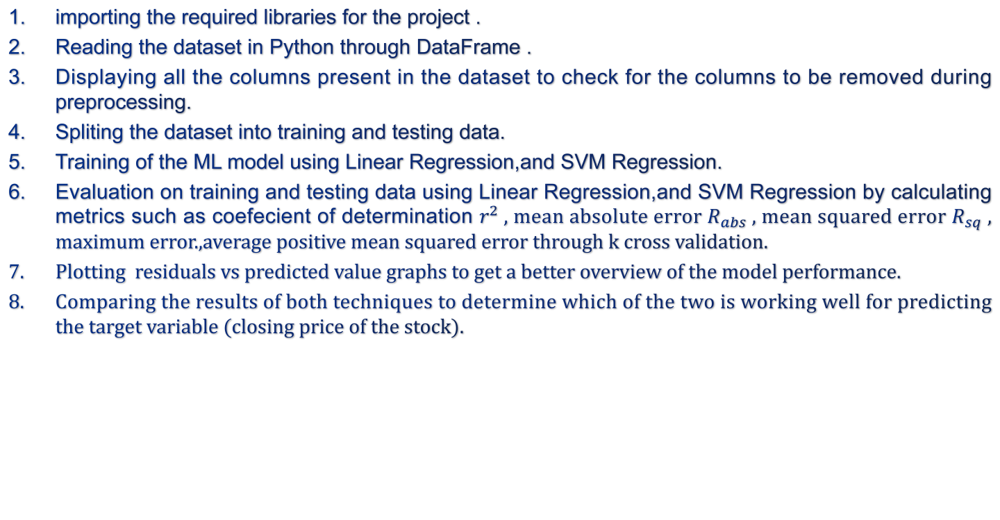 1. importing the required libraries for the project .
2. Reading the dataset in Python through DataFrame .
3. Displaying all the columns present in the dataset to check for the columns to be removed during
preprocessing.
4. Spliting the dataset into training and testing data.
5. Training of the ML model using Linear Regression,and SVM Regression.
6. Evaluation on training and testing data using Linear Regression,and SVM Regression by calculating
metrics such as coefecient of determination r² , mean absolute error R_abs , mean squared error R_sq ,
maximum error.,average positive mean squared error through k cross validation.
7. Plotting residuals vs predicted value graphs to get a better overview of the model performance.
8. Comparing the results of both techniques to determine which of the two is working well for predicting
the target variable (closing price of the stock).